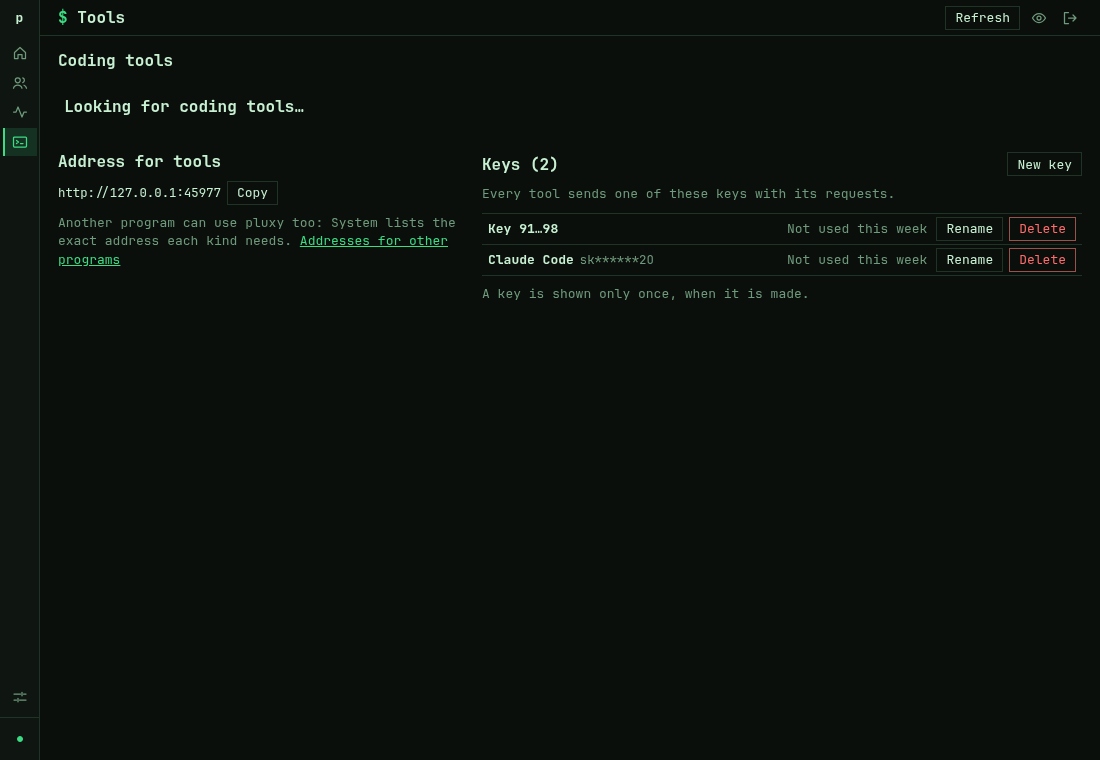 p
$ Tools
Refresh
Coding tools
Looking for coding tools…
Address for tools
http://127.0.0.1:45977 Copy
Another program can use pluxy too: System lists the
exact address each kind needs. Addresses for other
programs
Keys (2)
New key
Every tool sends one of these keys with its requests.
Key 91…98 Not used this week Rename Delete
Claude Code sk******20 Not used this week Rename Delete
A key is shown only once, when it is made.